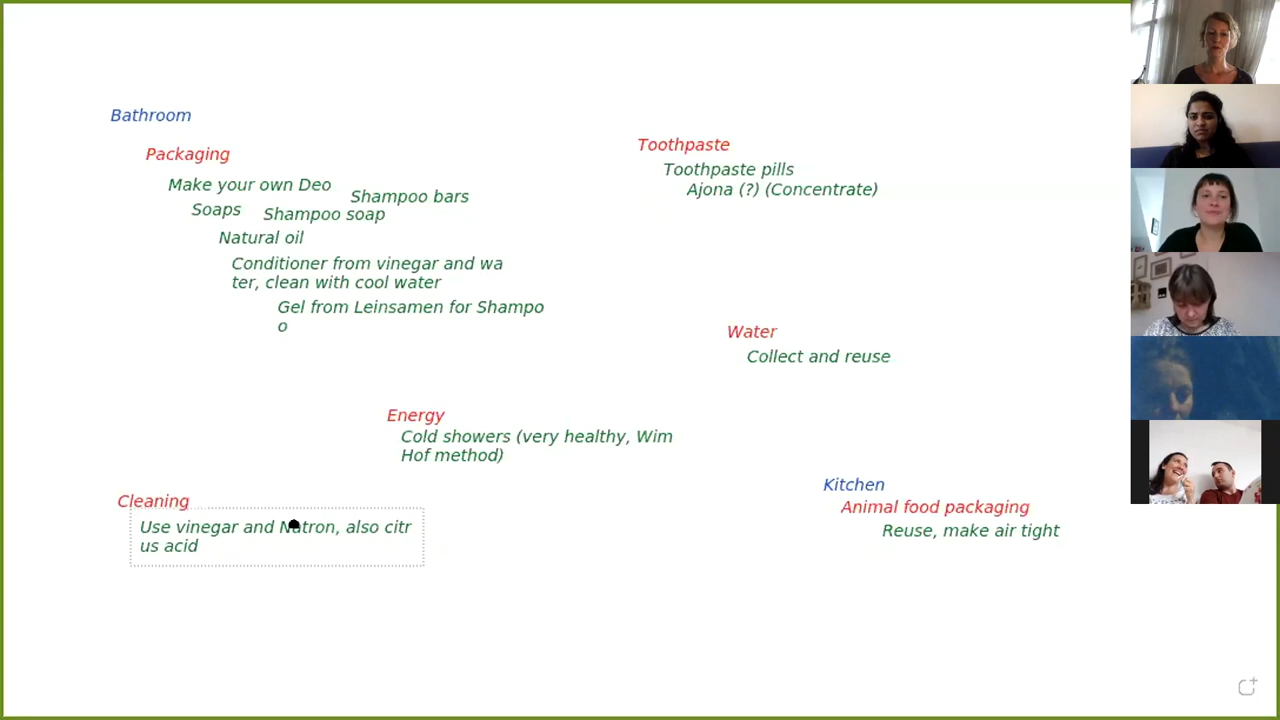 Bathroom
Packaging
Make your own Deo
Shampoo bars
Soaps
Shampoo soap
Natural oil
Conditioner from vinegar and wa
ter, clean with cool water
Gel from Leinsamen for Shampo
o
Toothpaste
Toothpaste pills
Ajona (?) (Concentrate)
Water
Collect and reuse
Energy
Cold showers (very healthy, Wim
Hof method)
Cleaning
Use vinegar and Natron, also citr
us acid
Kitchen
Animal food packaging
Reuse, make air tight